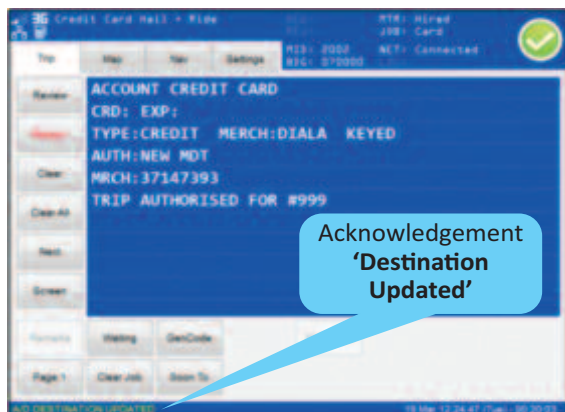 3G Credit Card Hail - Ride
MTR: Hired
JOB: Card
MID: 2002
NET: Connected
Trip
Map
Nav
Settings
Review
ACCOUNT CREDIT CARD
CRD: EXP:
TYPE:CREDIT MERCH:DIALA KEYED
AUTH:NEW MDT
MRCH:37147393
TRIP AUTHORISED FOR #999
Clear
Clear All
Next
Screen
Acknowledgement
‘Destination
Updated’
Waiting
GenCode
Page 1
Clear Job
Soon To
A/D DESTINATION UPDATED